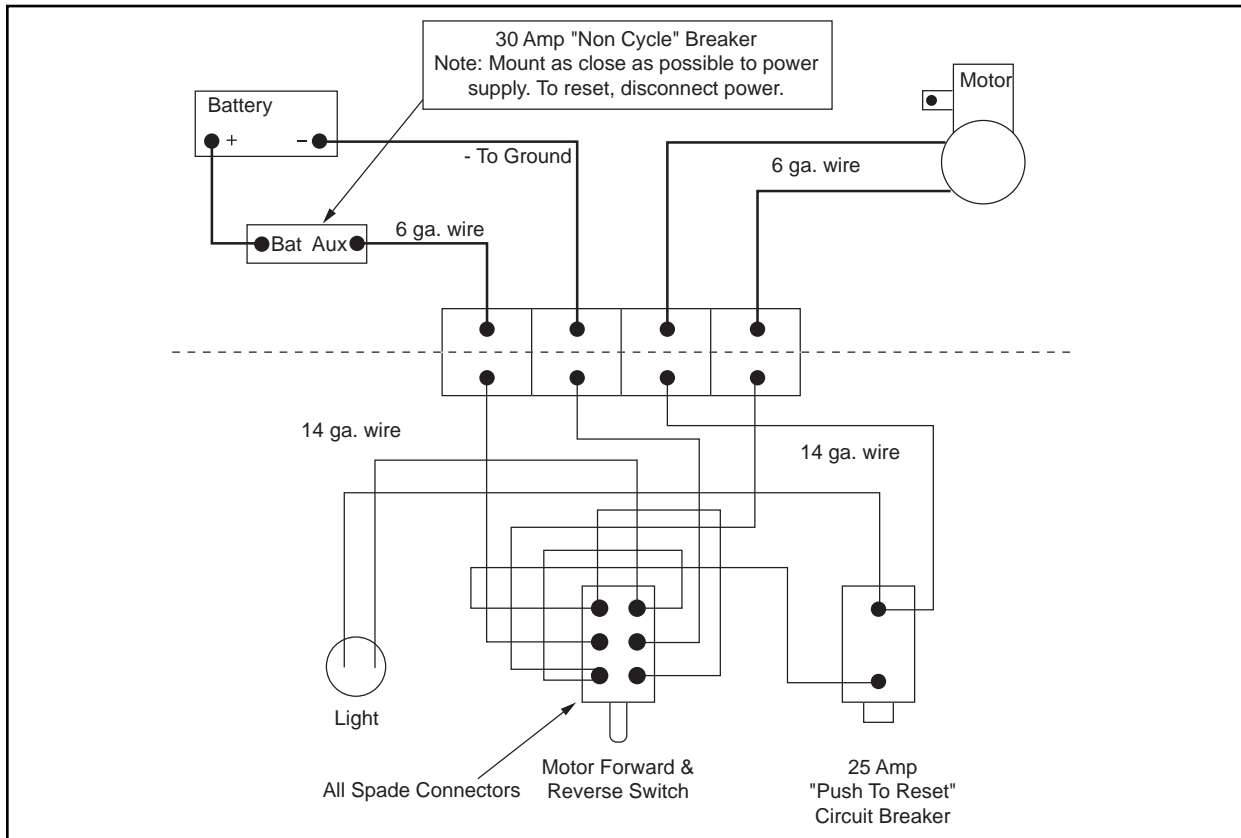 30 Amp "Non Cycle" Breaker
Note: Mount as close as possible to power
supply. To reset, disconnect power.
Battery
+ –
Motor
- To Ground
6 ga. wire
6 ga. wire
Bat Aux
14 ga. wire
14 ga. wire
Light
All Spade Connectors
Motor Forward &
Reverse Switch
25 Amp
"Push To Reset"
Circuit Breaker